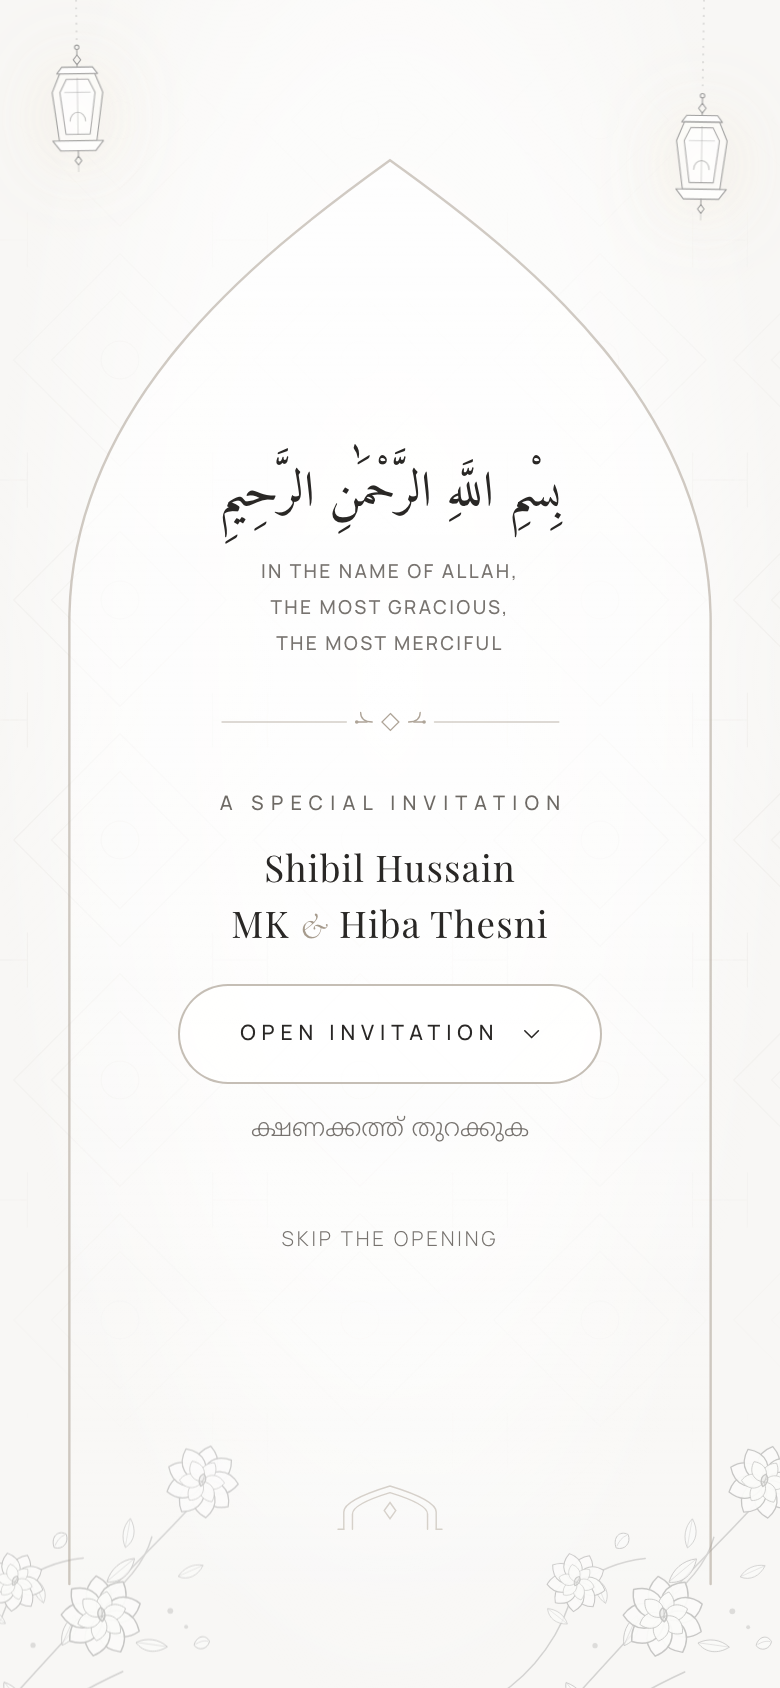 بِسْمِ اللَّهِ الرَّحْمَٰنِ الرَّحِيمِ
IN THE NAME OF ALLAH,
THE MOST GRACIOUS,
THE MOST MERCIFUL
A SPECIAL INVITATION
Shibil Hussain
MK & Hiba Thesni
OPEN INVITATION
ക്ഷണക്കത്ത് തുറക്കുക
SKIP THE OPENING